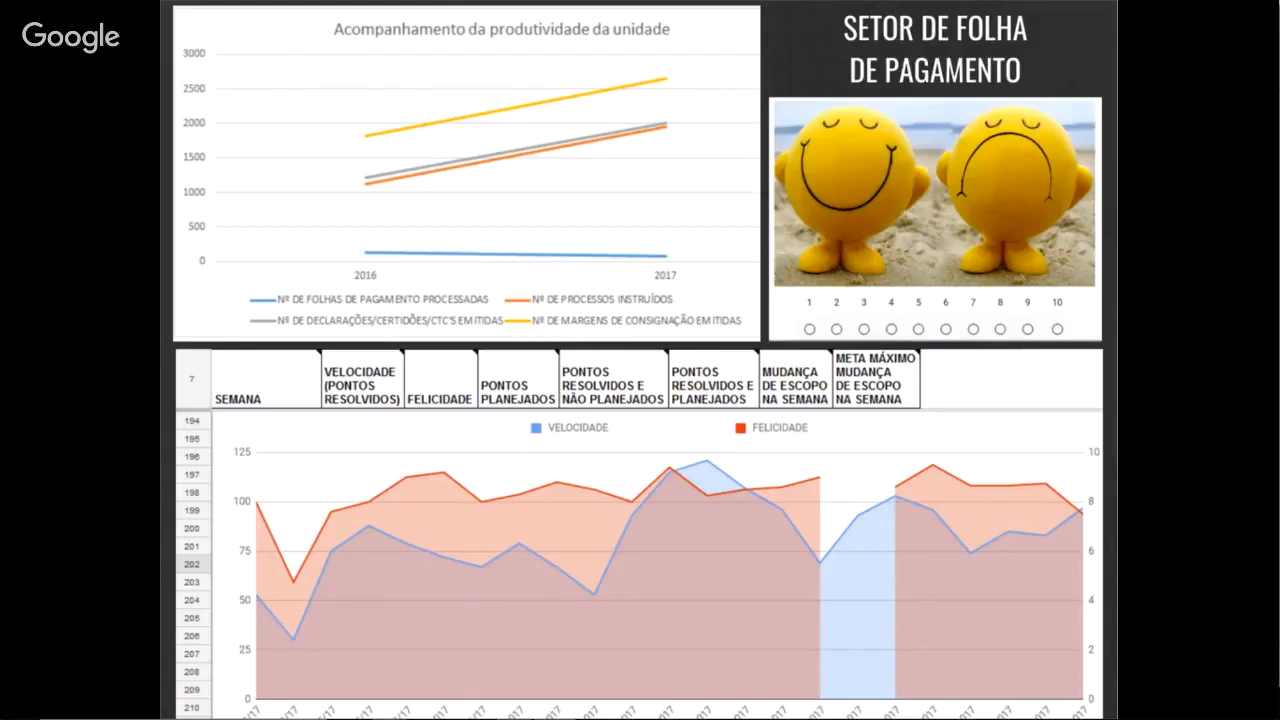 Google
Acompanhamento da produtividade da unidade
3000
2500
2000
1500
1000
500
0
2016 2017
Nº DE FOLHAS DE PAGAMENTO PROCESSADAS Nº DE PROCESSOS INSTRUÍDOS
Nº DE DECLARAÇÕES/CERTIDÕES/CTC'S EMITIDAS Nº DE MARGENS DE CONSIGNAÇÃO EMITIDAS
SETOR DE FOLHA
DE PAGAMENTO
1 2 3 4 5 6 7 8 9 10
7
SEMANA
VELOCIDADE
(PONTOS
RESOLVIDOS)
FELICIDADE
PONTOS
PLANEJADOS
PONTOS
RESOLVIDOS E
NÃO PLANEJADOS
PONTOS
RESOLVIDOS E
PLANEJADOS
MUDANÇA
DE ESCOPO
NA SEMANA
META MÁXIMO
MUDANÇA
DE ESCOPO
NA SEMANA
194
195
196
197
198
199
200
201
202
203
204
205
206
207
208
209
210
VELOCIDADE FELICIDADE
125
100
75
50
25
0
10
8
6
4
2
0